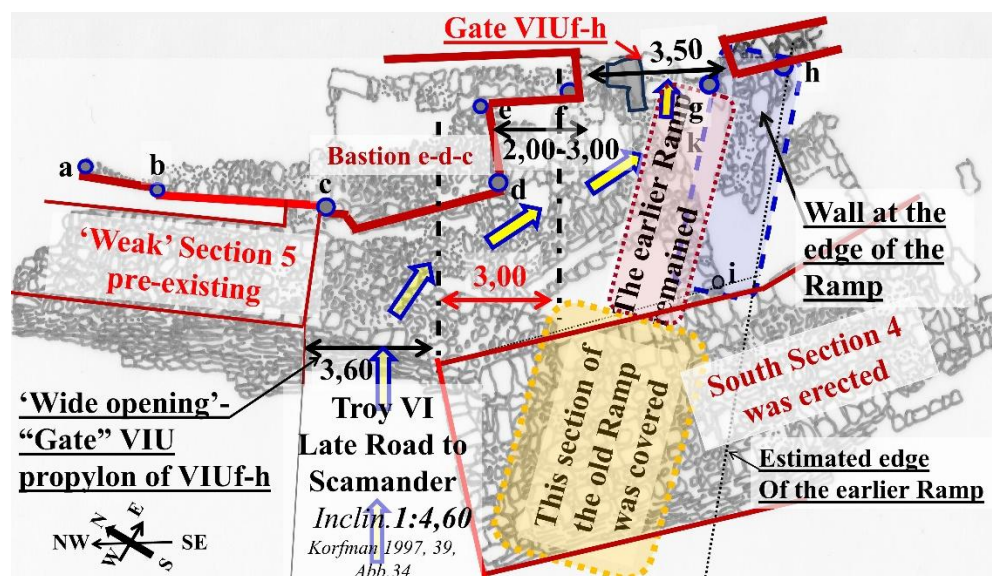 Gate VIUf-h
3,50
h
e
f
g
k
2,00-3,00
Bastion e-d-c
a
b
c
d
‘Weak’ Section 5
pre-existing
The earlier Ramp
remained
Wall at the
edge of the
Ramp
i
3,00
3,60
‘Wide opening’-
“Gate” VIU
propylon of VIUf-h
Troy VI
Late Road to
Scamander
Inclin.1:4,60
Korfman 1997, 39,
Abb.34
This section of
the old Ramp
was covered
South Section 4
was erected
Estimated edge
Of the earlier Ramp
N
E
NW
SE
W
S